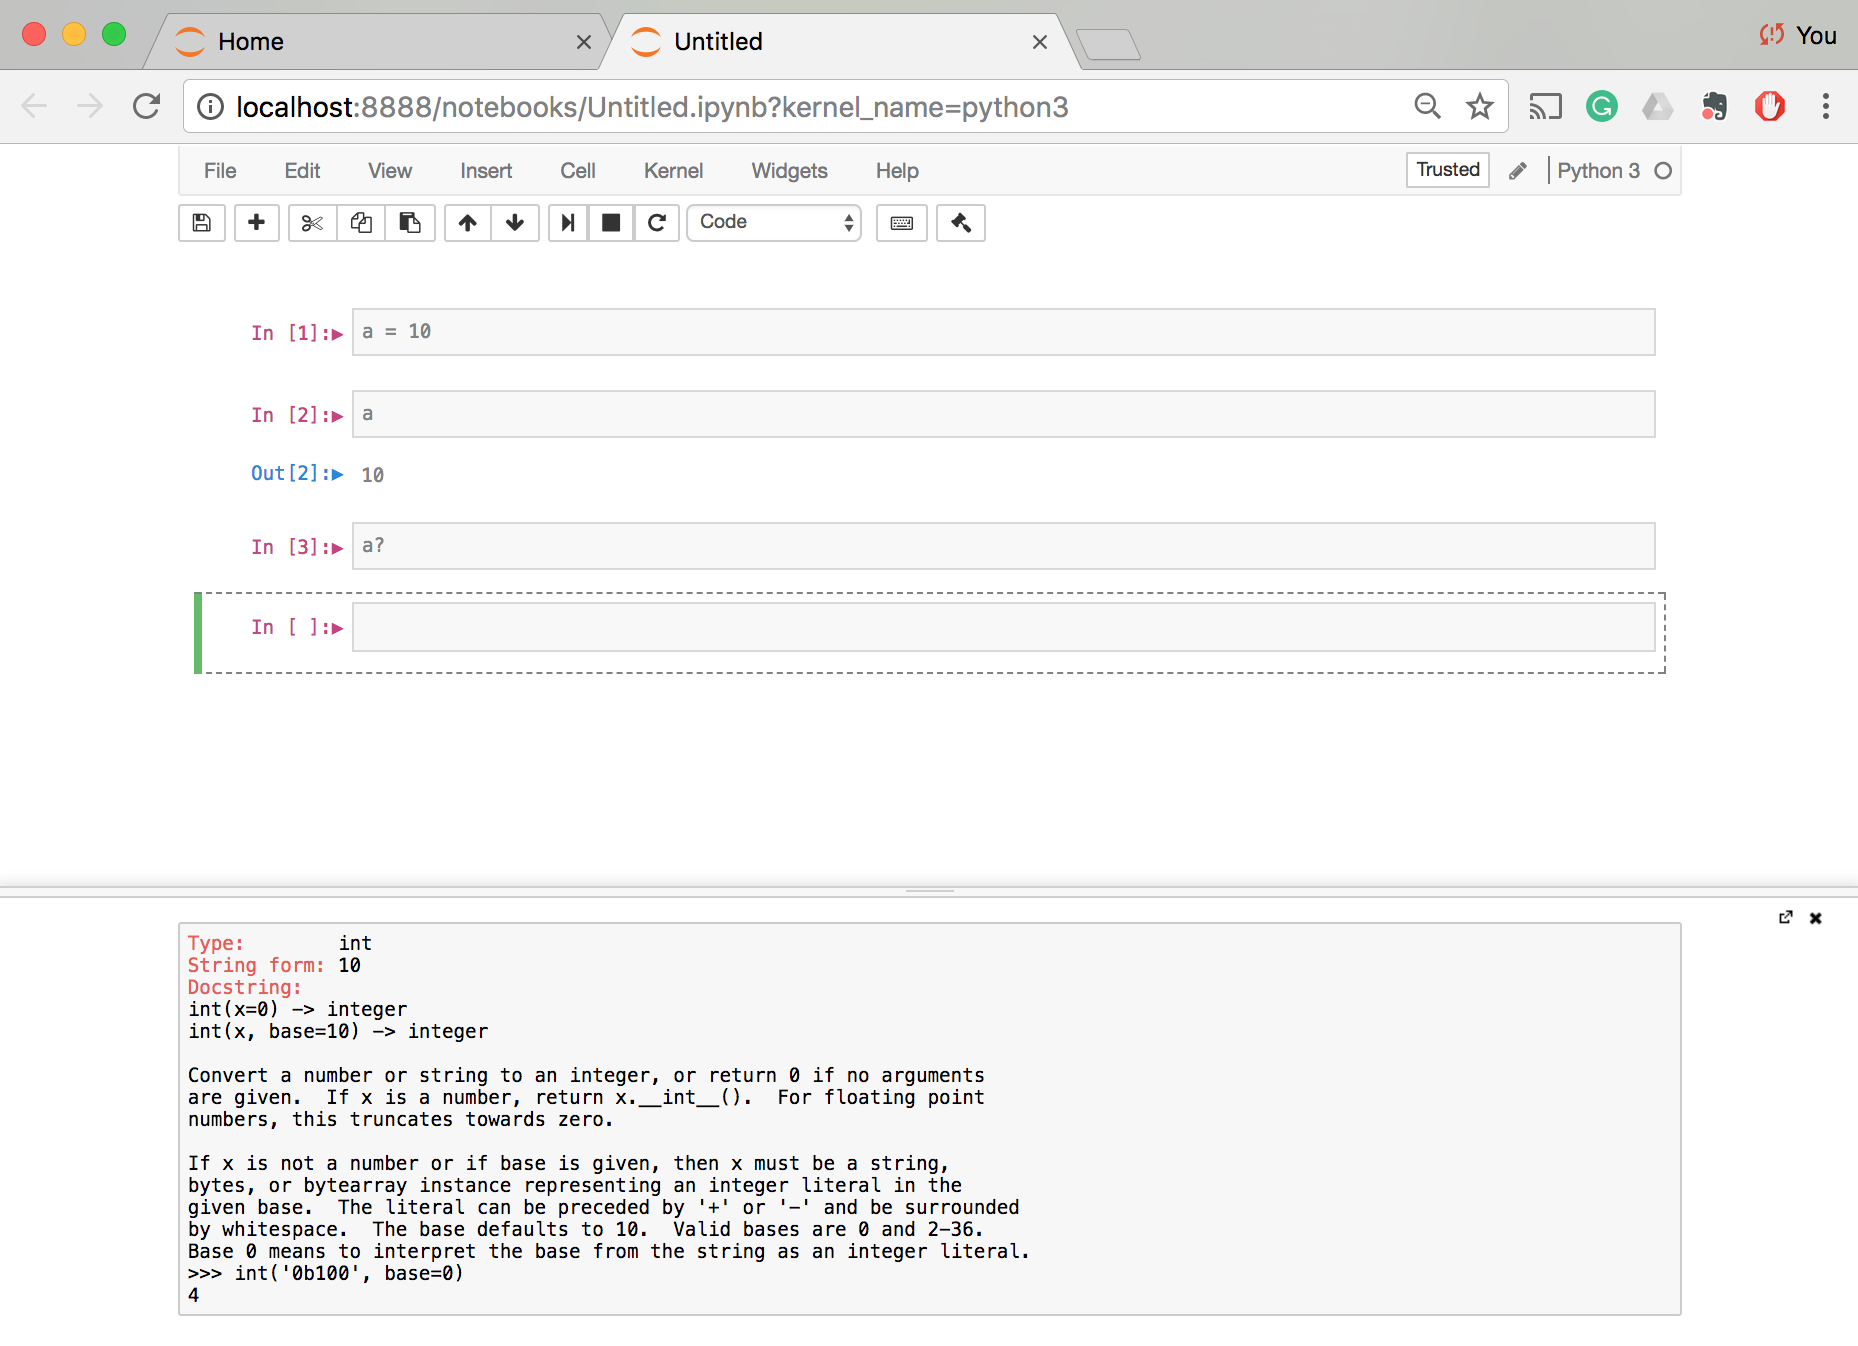 Home
Untitled
You
localhost:8888/notebooks/Untitled.ipynb?kernel_name=python3
File Edit View Insert Cell Kernel Widgets Help Trusted Python 3
Code
In [1]: a = 10
In [2]: a
Out[2]: 10
In [3]: a?
In [ ]:
Type: int
String form: 10
Docstring:
int(x=0) -> integer
int(x, base=10) -> integer
Convert a number or string to an integer, or return 0 if no arguments
are given.  If x is a number, return x.__int__().  For floating point
numbers, this truncates towards zero.
If x is not a number or if base is given, then x must be a string,
bytes, or bytearray instance representing an integer literal in the
given base.  The literal can be preceded by '+' or '-' and be surrounded
by whitespace.  The base defaults to 10.  Valid bases are 0 and 2-36.
Base 0 means to interpret the base from the string as an integer literal.
>>> int('0b100', base=0)
4